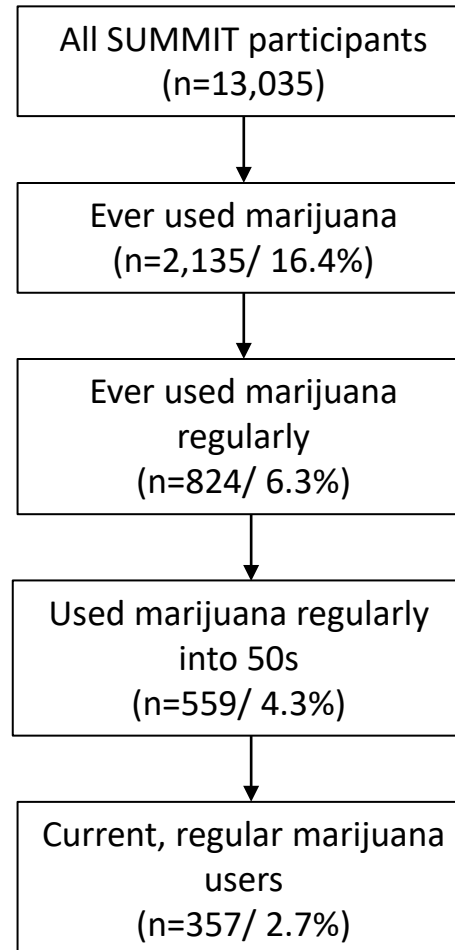 All SUMMIT participants
(n=13,035)
Ever used marijuana
(n=2,135/ 16.4%)
Ever used marijuana
regularly
(n=824/ 6.3%)
Used marijuana regularly
into 50s
(n=559/ 4.3%)
Current, regular marijuana
users
(n=357/ 2.7%)